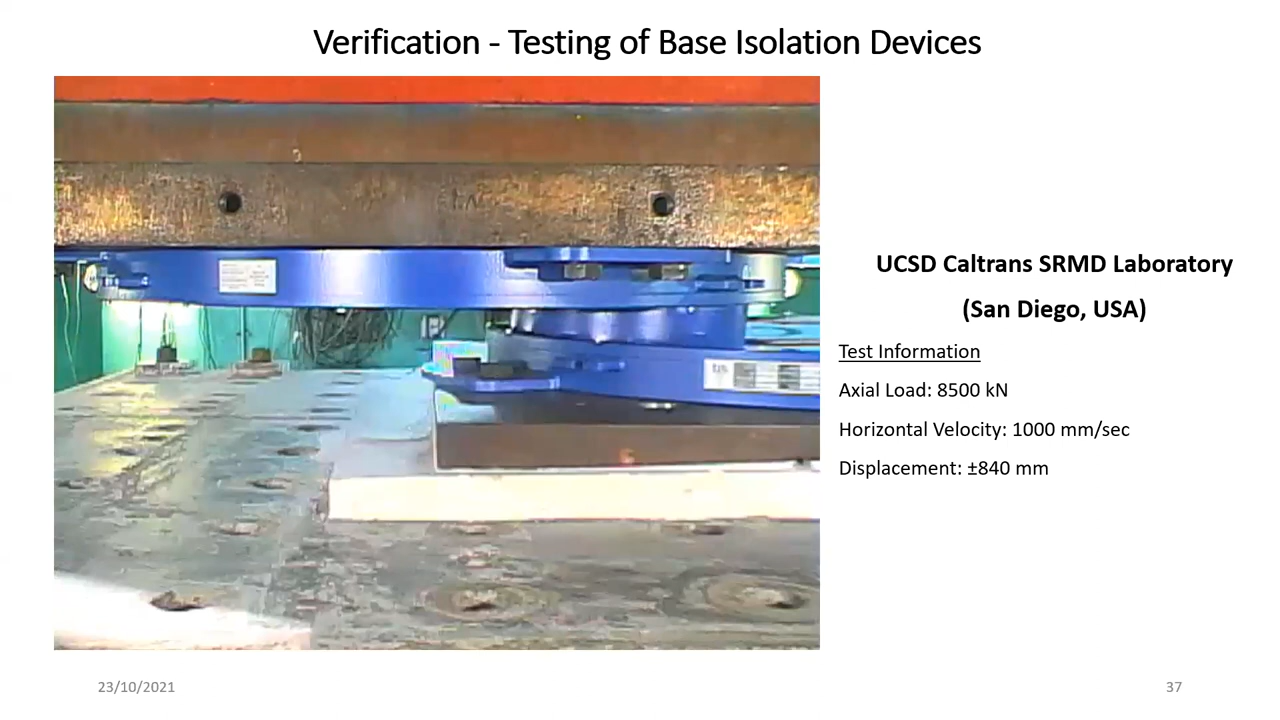 Verification - Testing of Base Isolation Devices
UCSD Caltrans SRMD Laboratory
(San Diego, USA)
Test Information
Axial Load: 8500 kN
Horizontal Velocity: 1000 mm/sec
Displacement: ±840 mm
23/10/2021
37